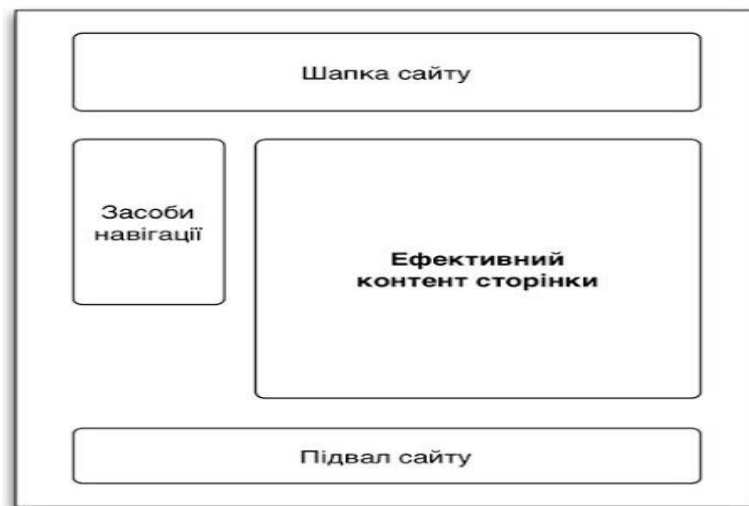 Шапка сайту
Засоби
навігації
Ефективний
контент сторінки
Підвал сайту